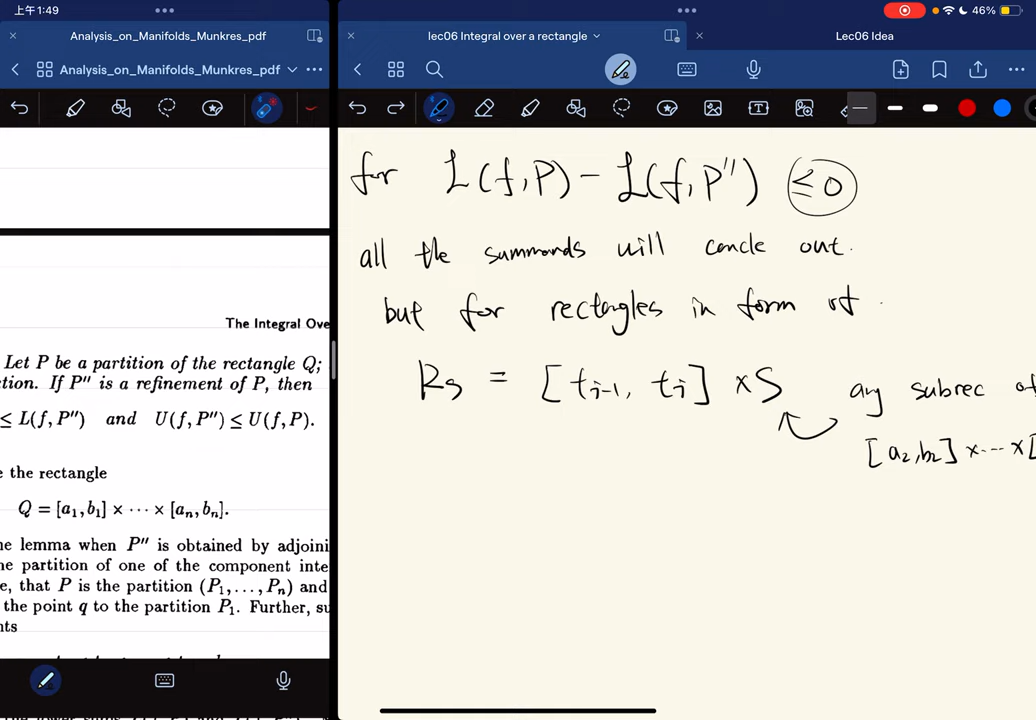 上午1:49
46%
Analysis_on_Manifolds_Munkres_pdf
lec06 Integral over a rectangle
Lec06 Idea
Analysis_on_Manifolds_Munkres_pdf
The Integral Ove
Let P be a partition of the rectangle Q;
tion. If P″ is a refinement of P, then
≤ L(f, P″) and U(f, P″) ≤ U(f, P).
e the rectangle
Q = [a₁, b₁] × ··· × [aₙ, bₙ].
he lemma when P″ is obtained by adjoini
he partition of one of the component inte
e, that P is the partition (P₁, . . . , Pₙ) and
the point q to the partition P₁. Further, su
nts
for L(f, P) − L(f, P″) ≤ 0
all the summands will concle out.
but for rectangles in form of
Rs = [tᵢ₋₁, tᵢ] × S
any subrec of
[a₂, b₂] × ··· × [